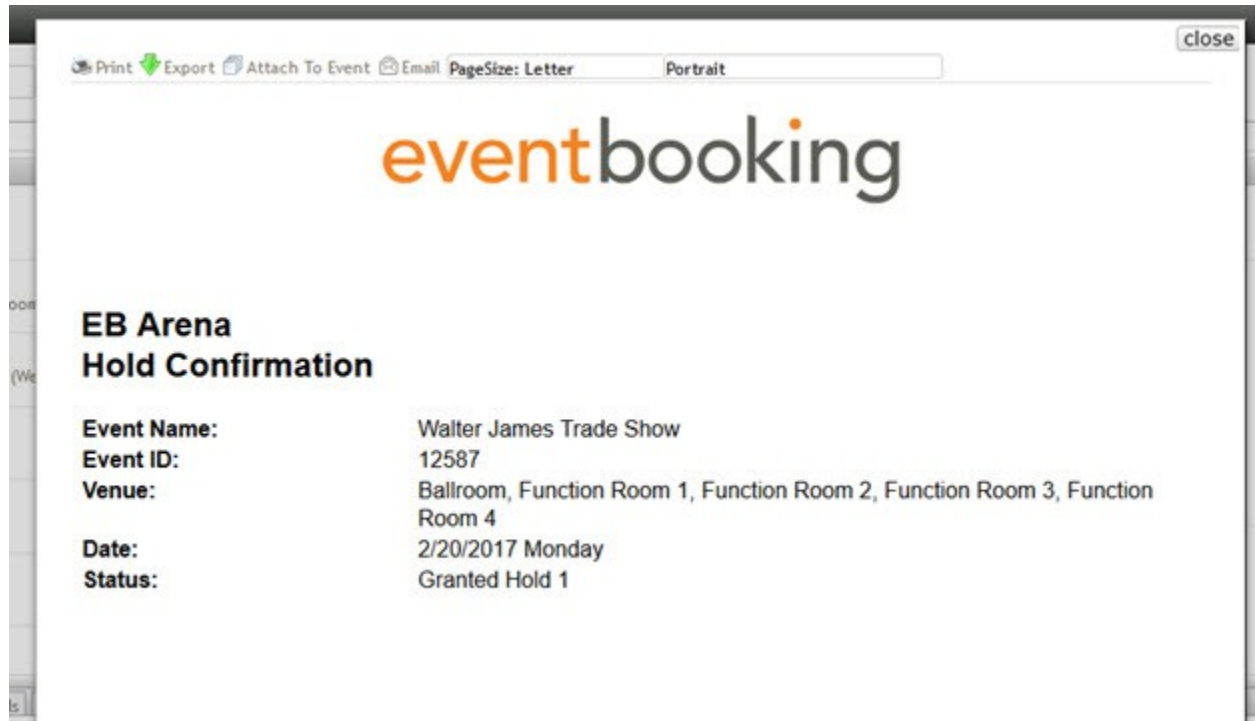 close
Print Export Attach To Event Email PageSize: Letter Portrait
eventbooking
EB Arena
Hold Confirmation
Event Name: Walter James Trade Show
Event ID: 12587
Venue: Ballroom, Function Room 1, Function Room 2, Function Room 3, Function
Room 4
Date: 2/20/2017 Monday
Status: Granted Hold 1
(We